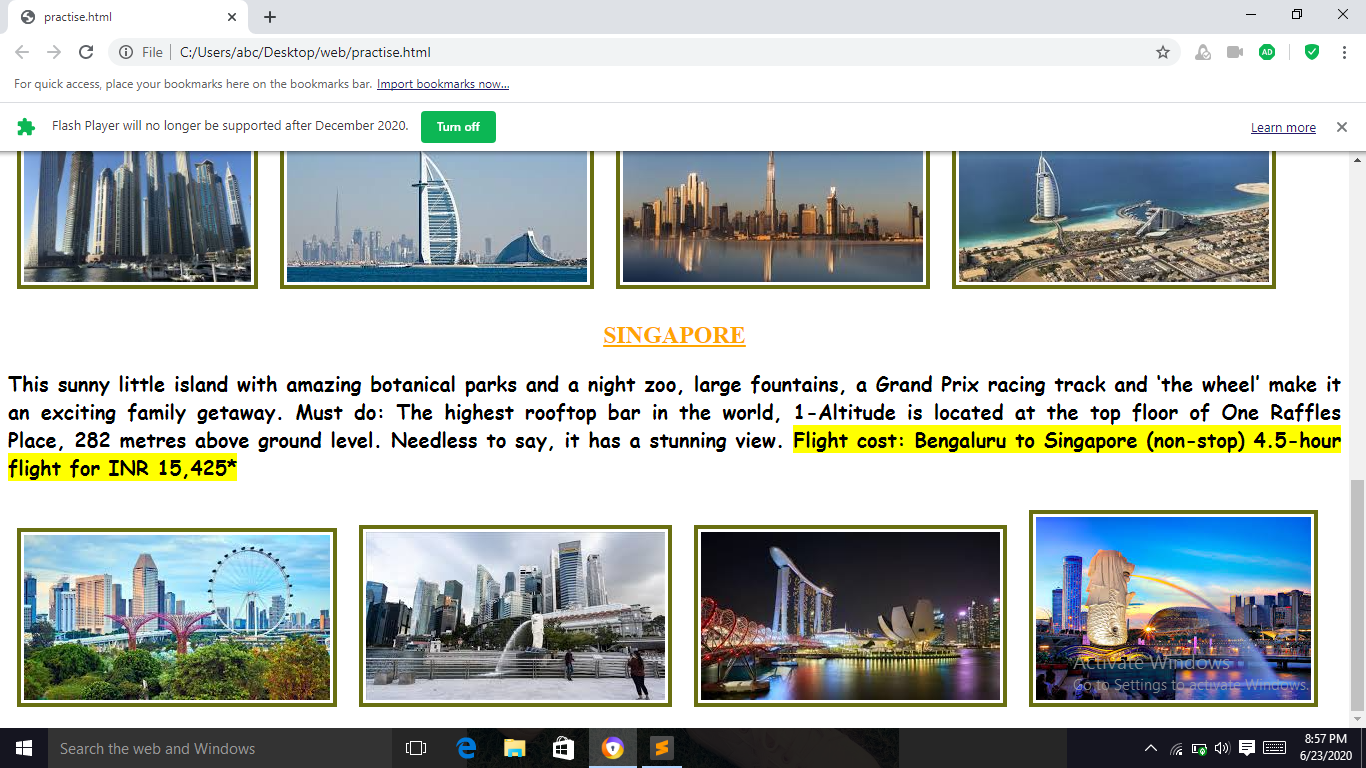 practise.html
File
C:/Users/abc/Desktop/web/practise.html
AD
For quick access, place your bookmarks here on the bookmarks bar. Import bookmarks now...
Flash Player will no longer be supported after December 2020. Turn off Learn more
SINGAPORE
This sunny little island with amazing botanical parks and a night zoo, large fountains, a Grand Prix racing track and ‘the wheel’ make it
an exciting family getaway. Must do: The highest rooftop bar in the world, 1-Altitude is located at the top floor of One Raffles
Place, 282 metres above ground level. Needless to say, it has a stunning view. Flight cost: Bengaluru to Singapore (non-stop) 4.5-hour
flight for INR 15,425*
Activate Windows
Go to Settings to activate Windows.
Search the web and Windows
8:57 PM
6/23/2020